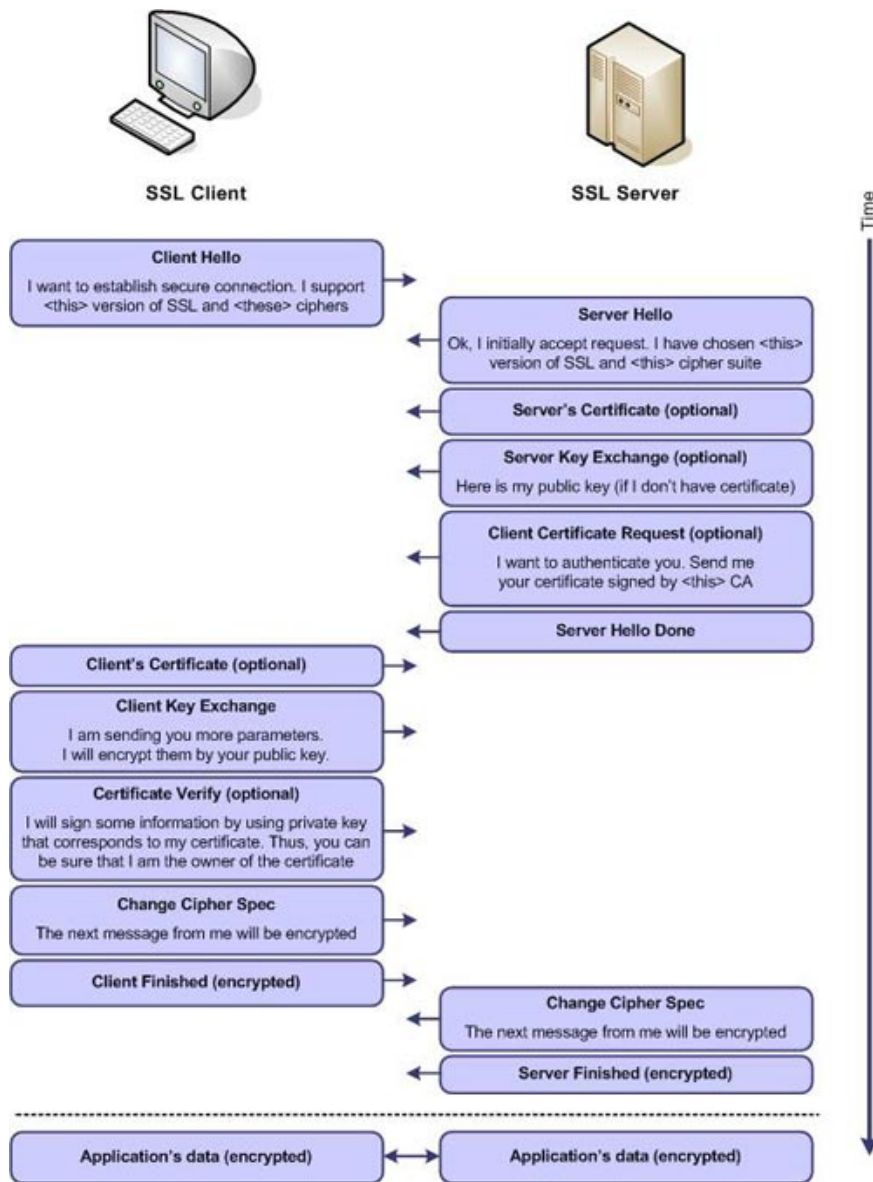 SSL Client
SSL Server
Time
Client Hello
I want to establish secure connection. I support
<this> version of SSL and <these> ciphers
Server Hello
Ok, I initially accept request. I have chosen <this>
version of SSL and <this> cipher suite
Server's Certificate (optional)
Server Key Exchange (optional)
Here is my public key (if I don't have certificate)
Client Certificate Request (optional)
I want to authenticate you. Send me
your certificate signed by <this> CA
Server Hello Done
Client's Certificate (optional)
Client Key Exchange
I am sending you more parameters.
I will encrypt them by your public key.
Certificate Verify (optional)
I will sign some information by using private key
that corresponds to my certificate. Thus, you can
be sure that I am the owner of the certificate
Change Cipher Spec
The next message from me will be encrypted
Client Finished (encrypted)
Change Cipher Spec
The next message from me will be encrypted
Server Finished (encrypted)
Application's data (encrypted)
Application's data (encrypted)